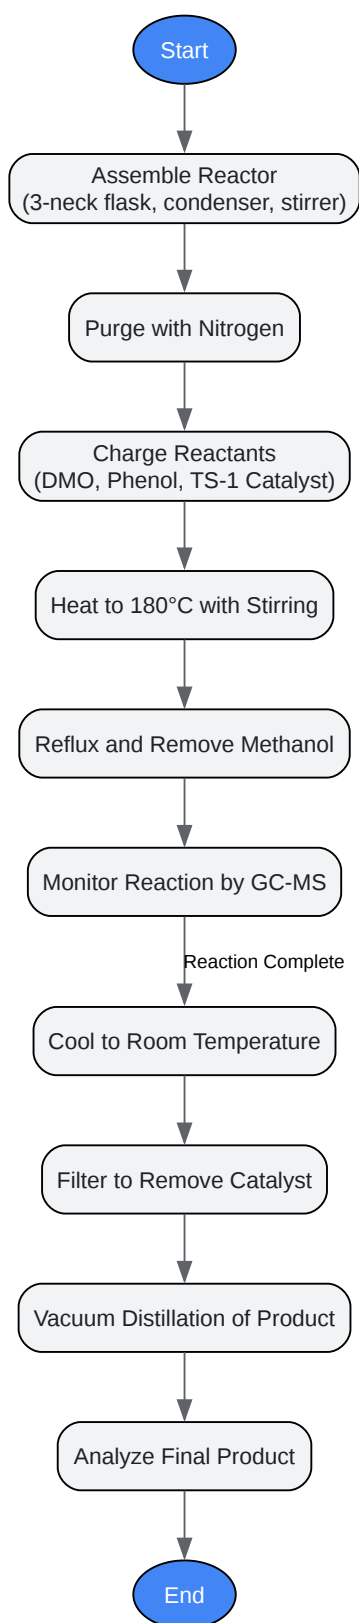 Start
Assemble Reactor
(3-neck flask, condenser, stirrer)
Purge with Nitrogen
Charge Reactants
(DMO, Phenol, TS-1 Catalyst)
Heat to 180°C with Stirring
Reflux and Remove Methanol
Monitor Reaction by GC-MS
Reaction Complete
Cool to Room Temperature
Filter to Remove Catalyst
Vacuum Distillation of Product
Analyze Final Product
End